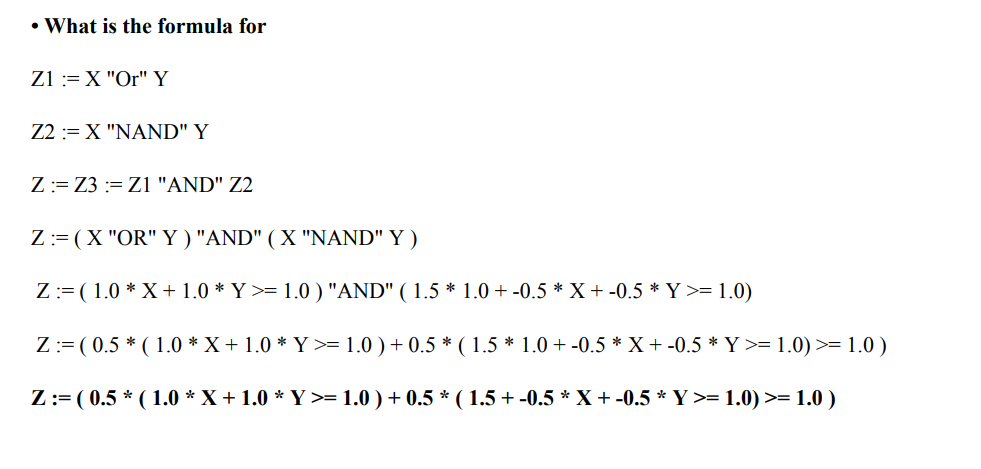 • What is the formula for
Z1 := X "Or" Y
Z2 := X "NAND" Y
Z := Z3 := Z1 "AND" Z2
Z := ( X "OR" Y ) "AND" ( X "NAND" Y )
Z := ( 1.0 * X + 1.0 * Y >= 1.0 ) "AND" ( 1.5 * 1.0 + -0.5 * X + -0.5 * Y >= 1.0)
Z := ( 0.5 * ( 1.0 * X + 1.0 * Y >= 1.0 ) + 0.5 * ( 1.5 * 1.0 + -0.5 * X + -0.5 * Y >= 1.0) >= 1.0 )
Z := ( 0.5 * ( 1.0 * X + 1.0 * Y >= 1.0 ) + 0.5 * ( 1.5 + -0.5 * X + -0.5 * Y >= 1.0) >= 1.0 )